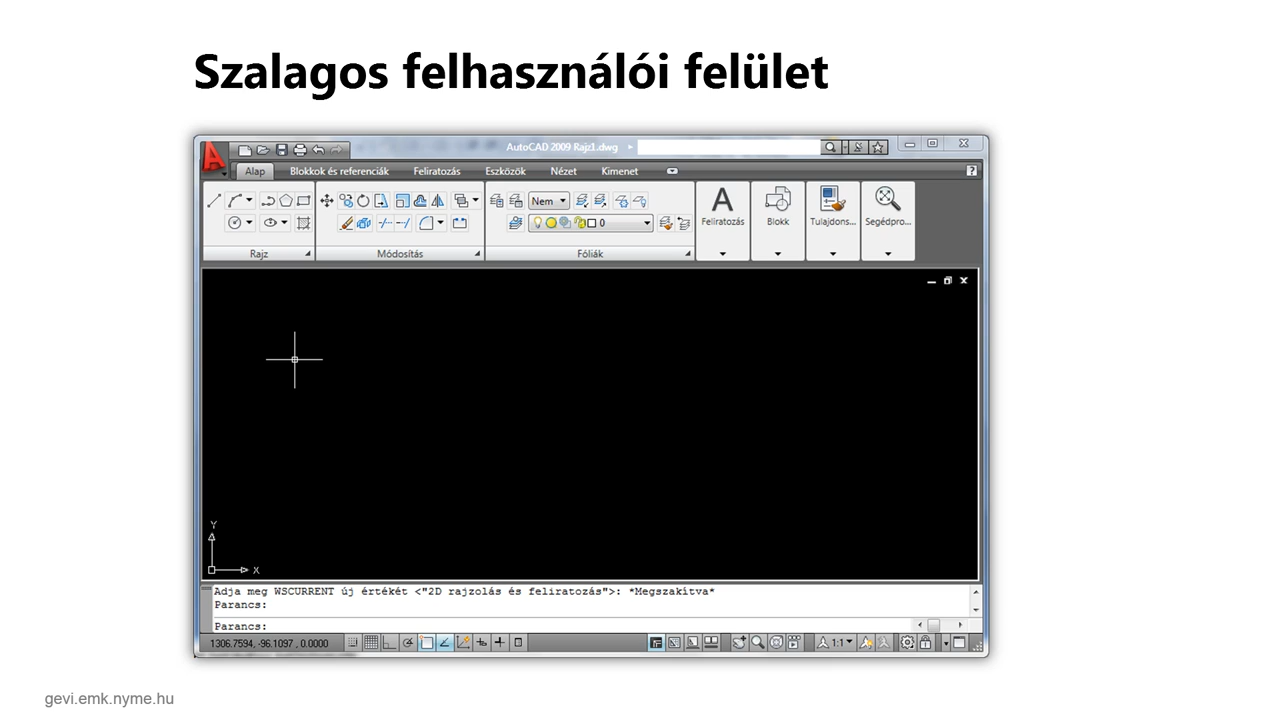 Szalagos felhasználói felület
AutoCAD 2009 Rajz1.dwg
Alap Blokkok és referenciák Feliratozás Eszközök Nézet Kimenet
Nem
0
Feliratozás Blokk Tulajdons... Segédpro...
Rajz Módosítás Fóliák
Y
X
Adja meg WSCURRENT új értékét <"2D rajzolás és feliratozás">: *Megszakítva*
Parancs:
Parancs:
1306.7594, -96.1097 , 0.0000 1:1
gevi.emk.nyme.hu